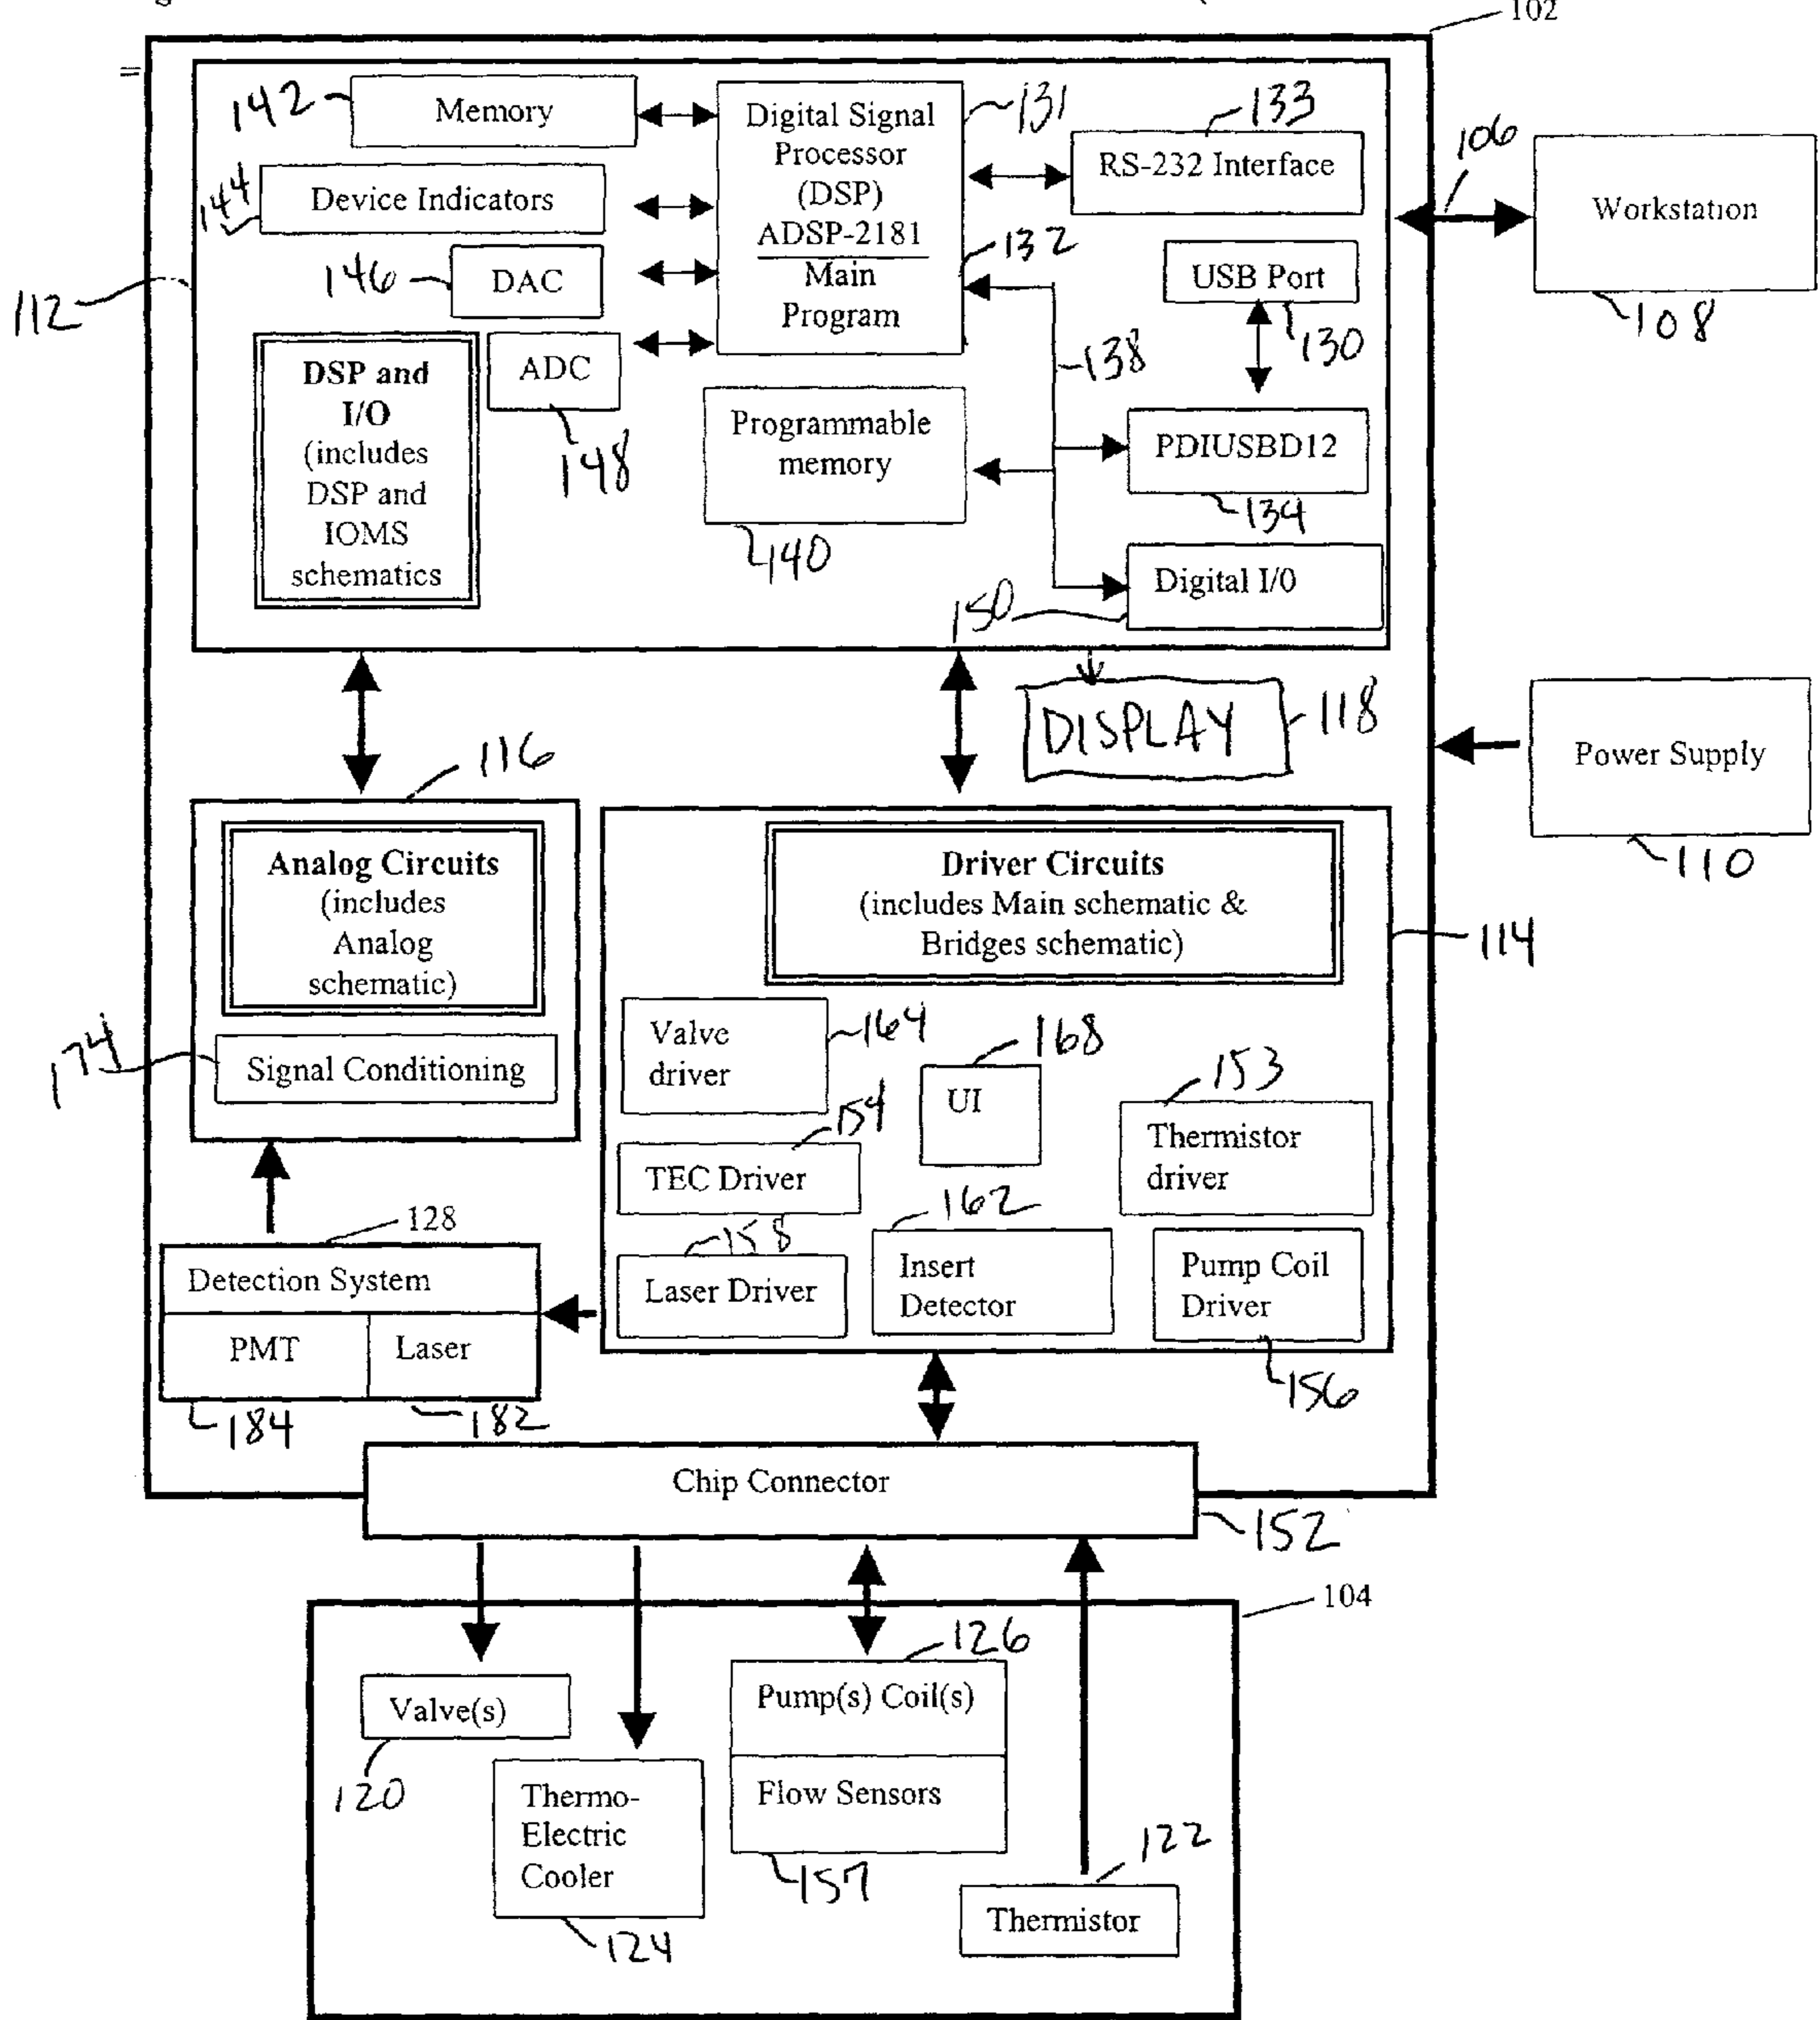 102
=
142
Memory
Digital Signal
Processor
(DSP)
ADSP-2181
Main
Program
131
132
133
RS-232 Interface
106
Workstation
108
144
Device Indicators
146
DAC
112
USB Port
130
DSP and
I/O
(includes
DSP and
IOMS
schematics
ADC
148
138
Programmable
memory
140
PDIUSBD12
134
Digital I/0
150
DISPLAY
118
Power Supply
110
116
Analog Circuits
(includes
Analog
schematic)
174
Signal Conditioning
Driver Circuits
(includes Main schematic &
Bridges schematic)
114
Valve
driver
164
168
UI
153
Thermistor
driver
154
TEC Driver
158
Laser Driver
162
Insert
Detector
Pump Coil
Driver
156
128
Detection System
PMT
Laser
184
182
Chip Connector
152
104
Valve(s)
120
Thermo-
Electric
Cooler
124
126
Pump(s) Coil(s)
Flow Sensors
157
122
Thermistor